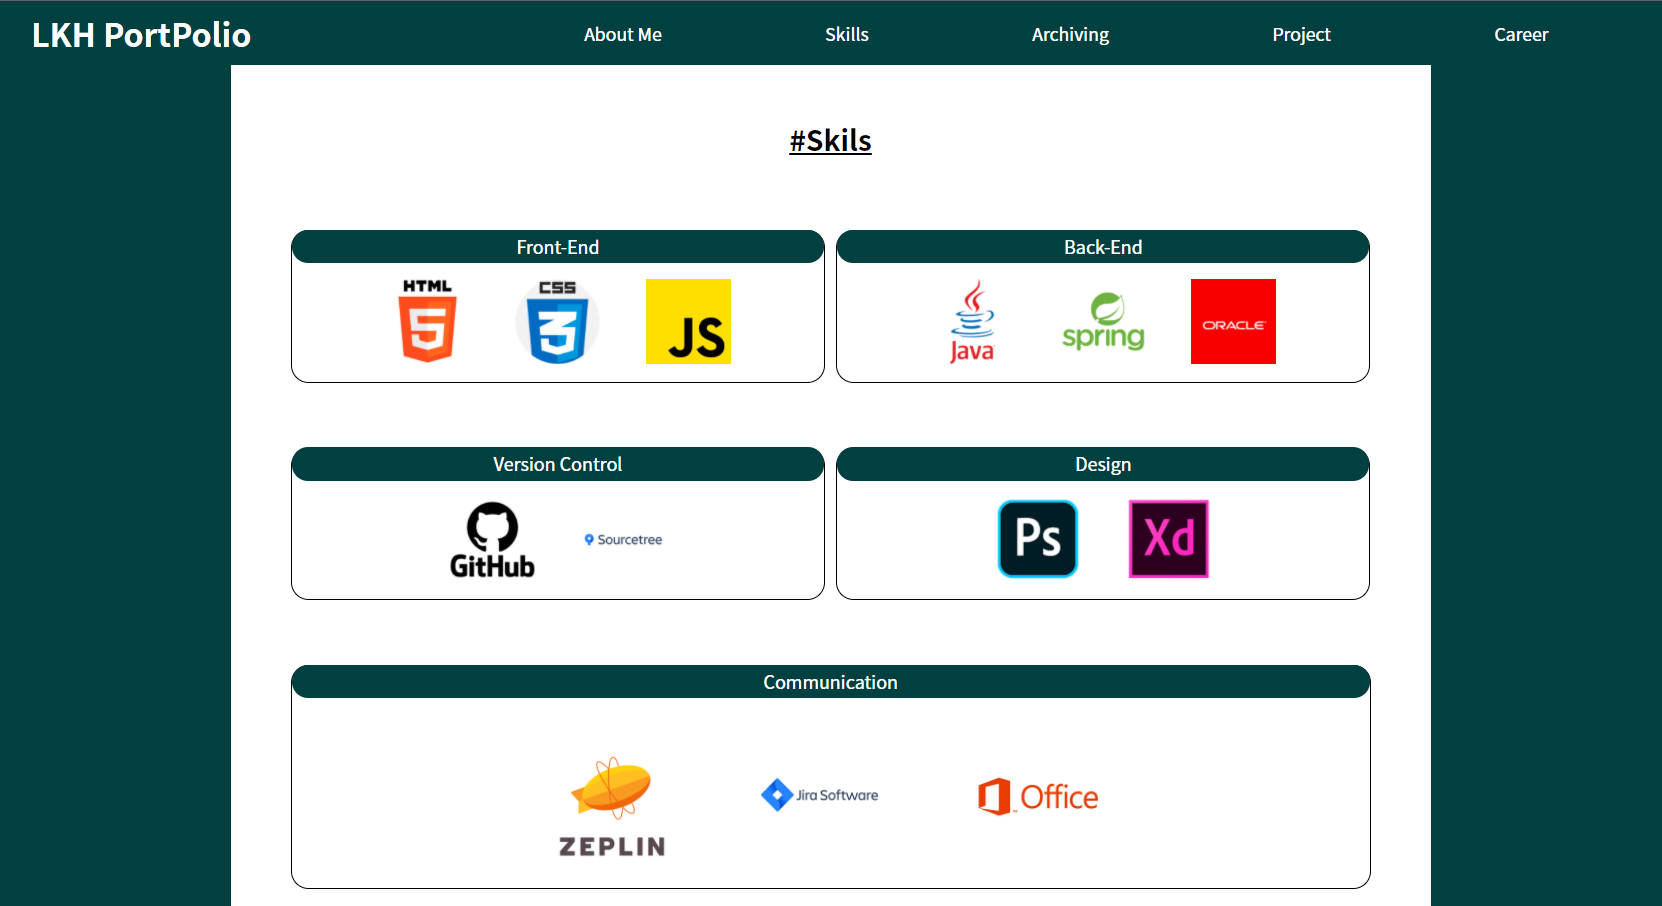 LKH PortPolio About Me Skills Archiving Project Career
#Skils
Front-End
HTML
5
CSS
3
JS
Back-End
Java
spring
ORACLE
Version Control
GitHub
Sourcetree
Design
Ps
Xd
Communication
ZEPLIN
Jira Software
Office